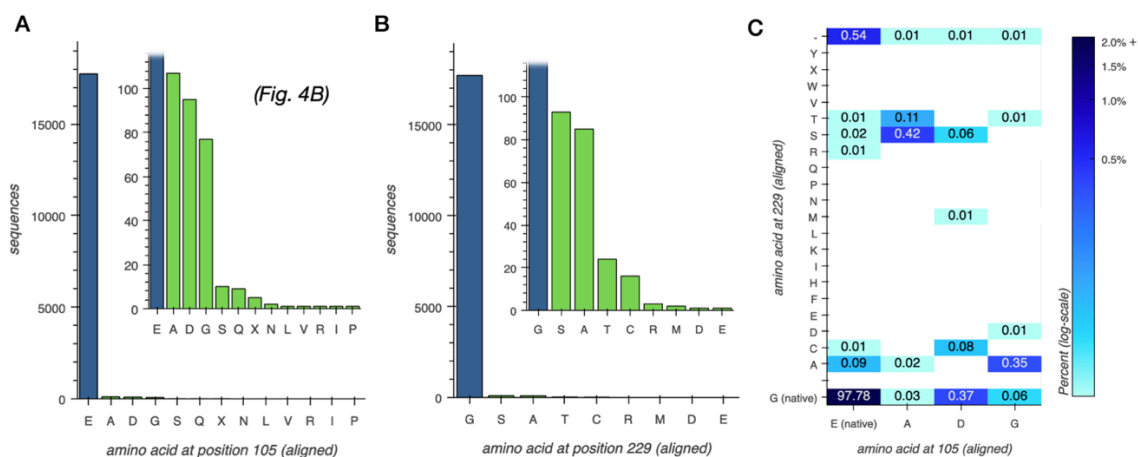 A
B
C
(Fig. 4B)
sequences
15000
10000
5000
0
100
80
60
40
20
0
E A D G S Q X N L V R I P
E A D G S Q X N L V R I P
amino acid at position 105 (aligned)
sequences
15000
10000
5000
0
100
80
60
40
20
0
G S A T C R M D E
G S A T C R M D E
amino acid at position 229 (aligned)
amino acid at 229 (aligned)
- 0.54 0.01 0.01 0.01
Y
X
W
V
T 0.01 0.11 0.01
S 0.02 0.42 0.06
R 0.01
Q
P
N
M 0.01
L
K
I
H
F
E
D 0.01
C 0.01 0.08
A 0.09 0.02 0.35
G (native) 97.78 0.03 0.37 0.06
E (native) A D G
amino acid at 105 (aligned)
Percent (log-scale)
2.0% +
1.5%
1.0%
0.5%